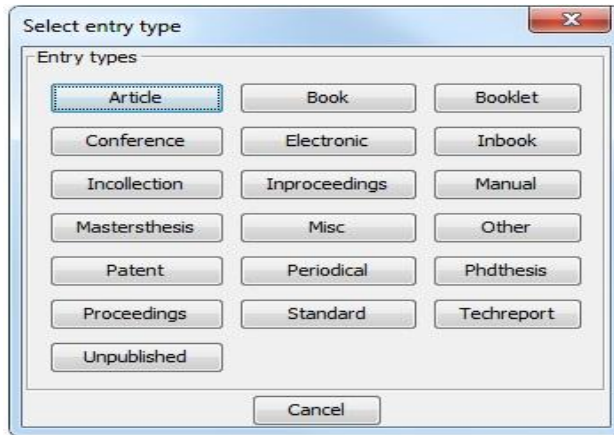 Select entry type
Entry types
Article Book Booklet
Conference Electronic Inbook
Incollection Inproceedings Manual
Mastersthesis Misc Other
Patent Periodical Phdthesis
Proceedings Standard Techreport
Unpublished
Cancel